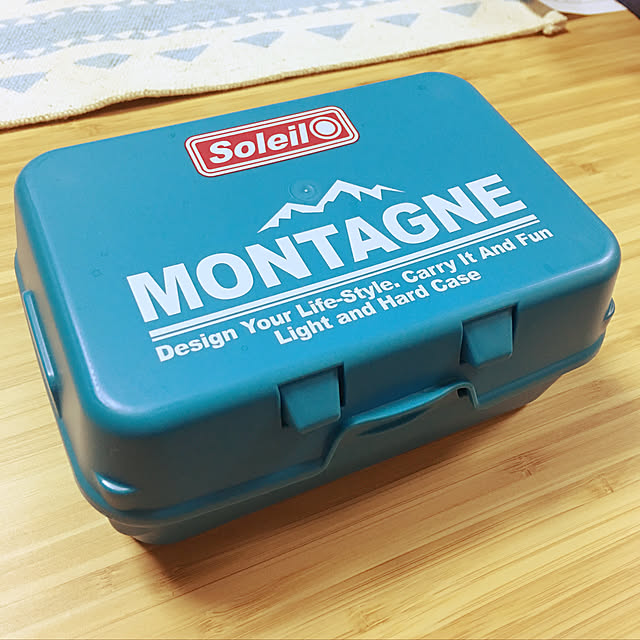 Soleil
MONTAGNE
Design Your Life-Style. Carry It And Fun
Light and Hard Case